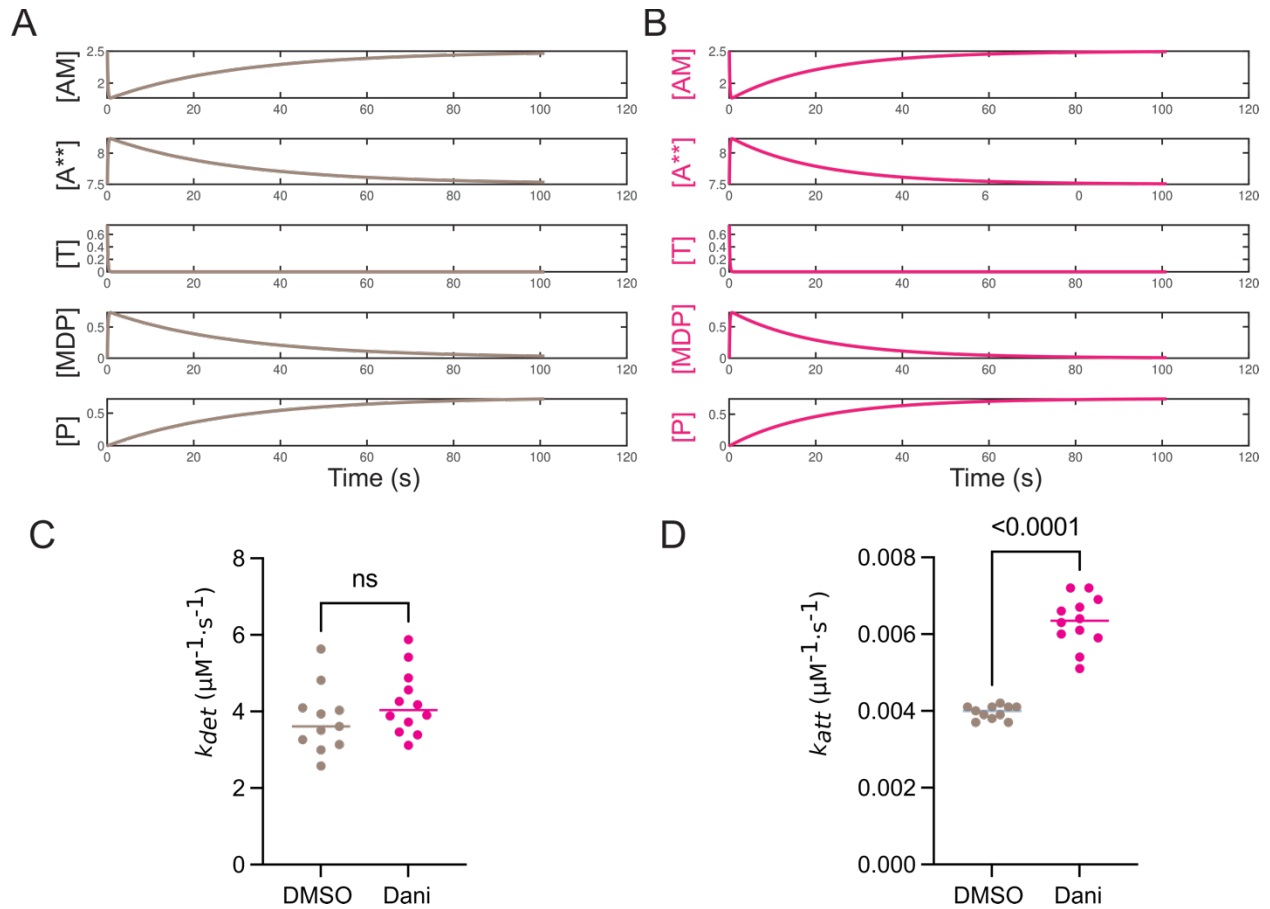 A
[AM]
2.5
2
0 20 40 60 80 100 120
[A**]
8
7.5
0 20 40 60 80 100 120
[T]
0.6
0.4
0.2
0
0 20 40 60 80 100 120
[MDP]
0.5
0
0 20 40 60 80 100 120
[P]
0.5
0
0 20 40 60 80 100 120
Time (s)
B
[AM]
2.5
2
0 20 40 6 0 80 100 120
[A**]
8
7.5
0 20 40 6 0 80 100 120
[T]
0.6
0.4
0.2
0
0 20 40 60 80 100 120
[MDP]
0.5
0
0 20 40 60 80 100 120
[P]
0.5
0
0 20 40 60 80 100 120
Time (s)
C
ns
kdet (µM⁻¹·s⁻¹)
8
6
4
2
0
DMSO Dani
D
<0.0001
katt (µM⁻¹·s⁻¹)
0.008
0.006
0.004
0.002
0.000
DMSO Dani